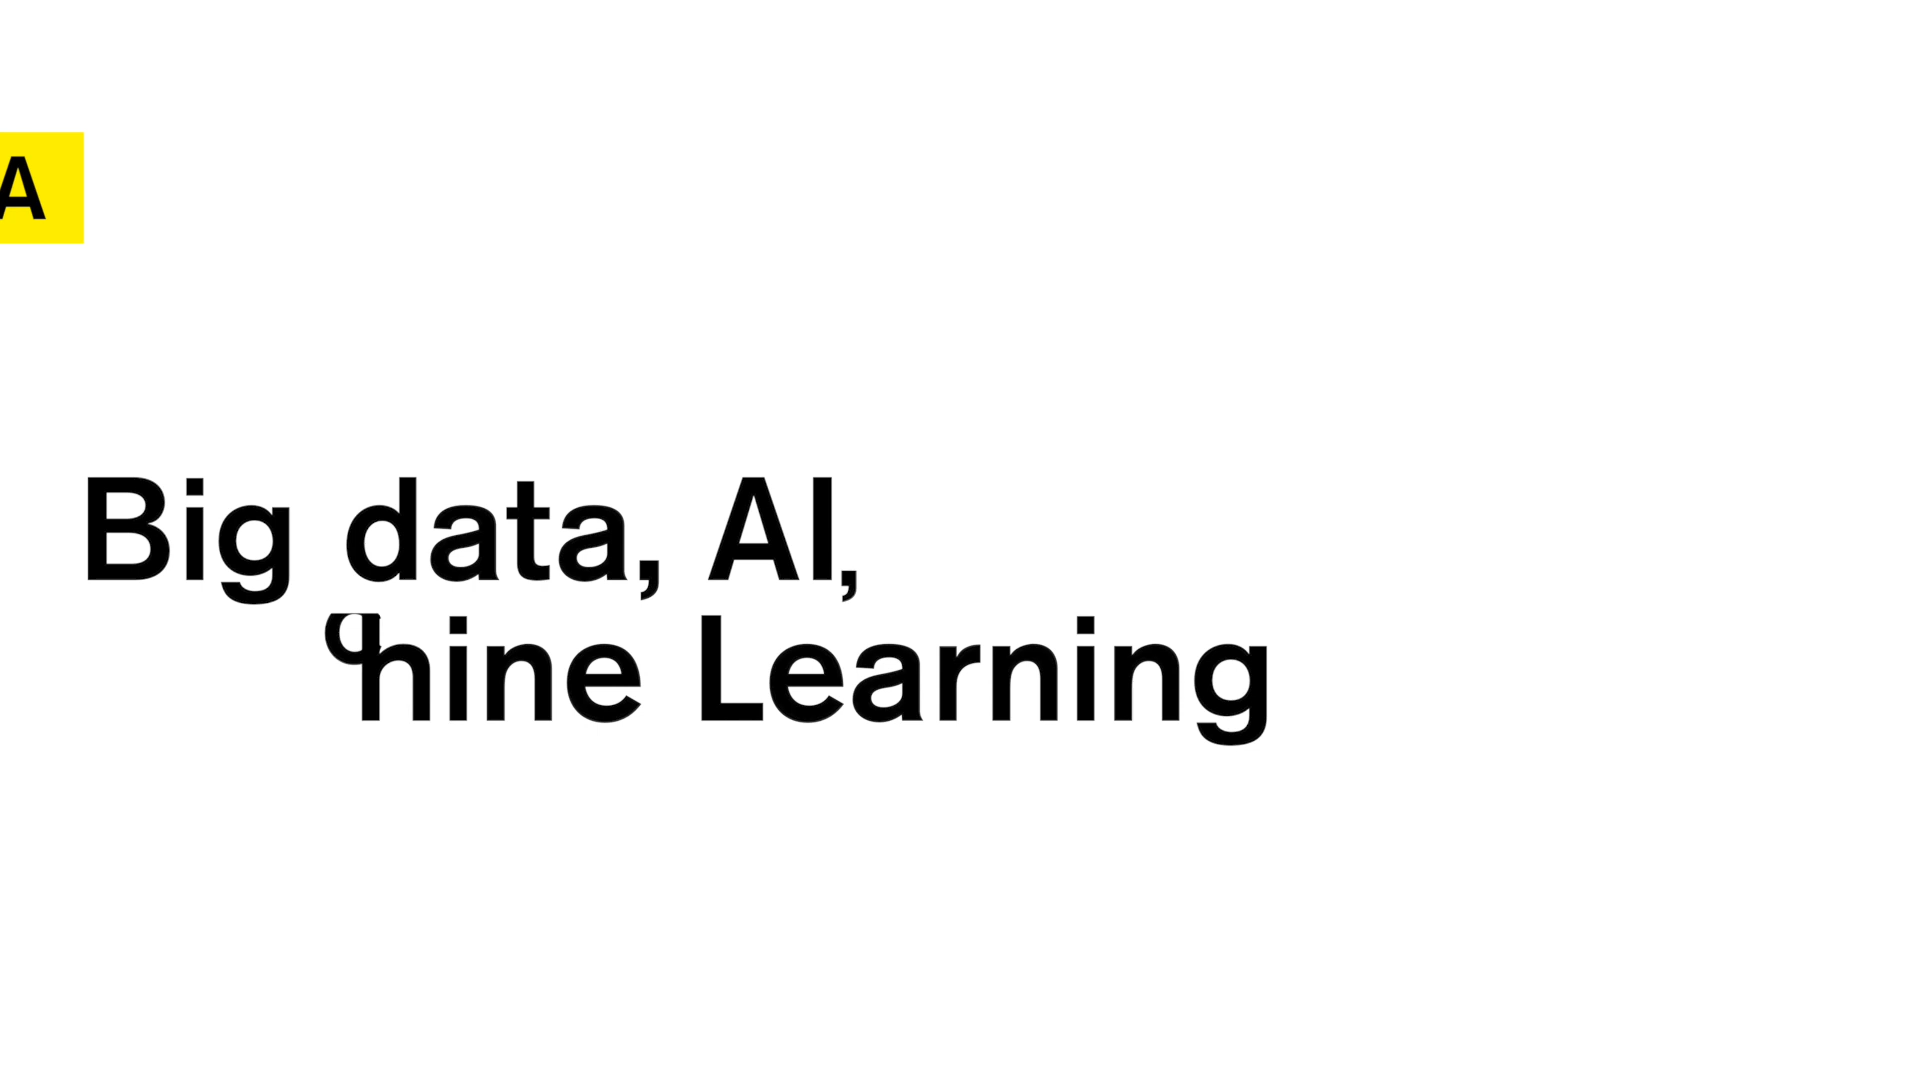 A
Big data, AI,
hine Learning